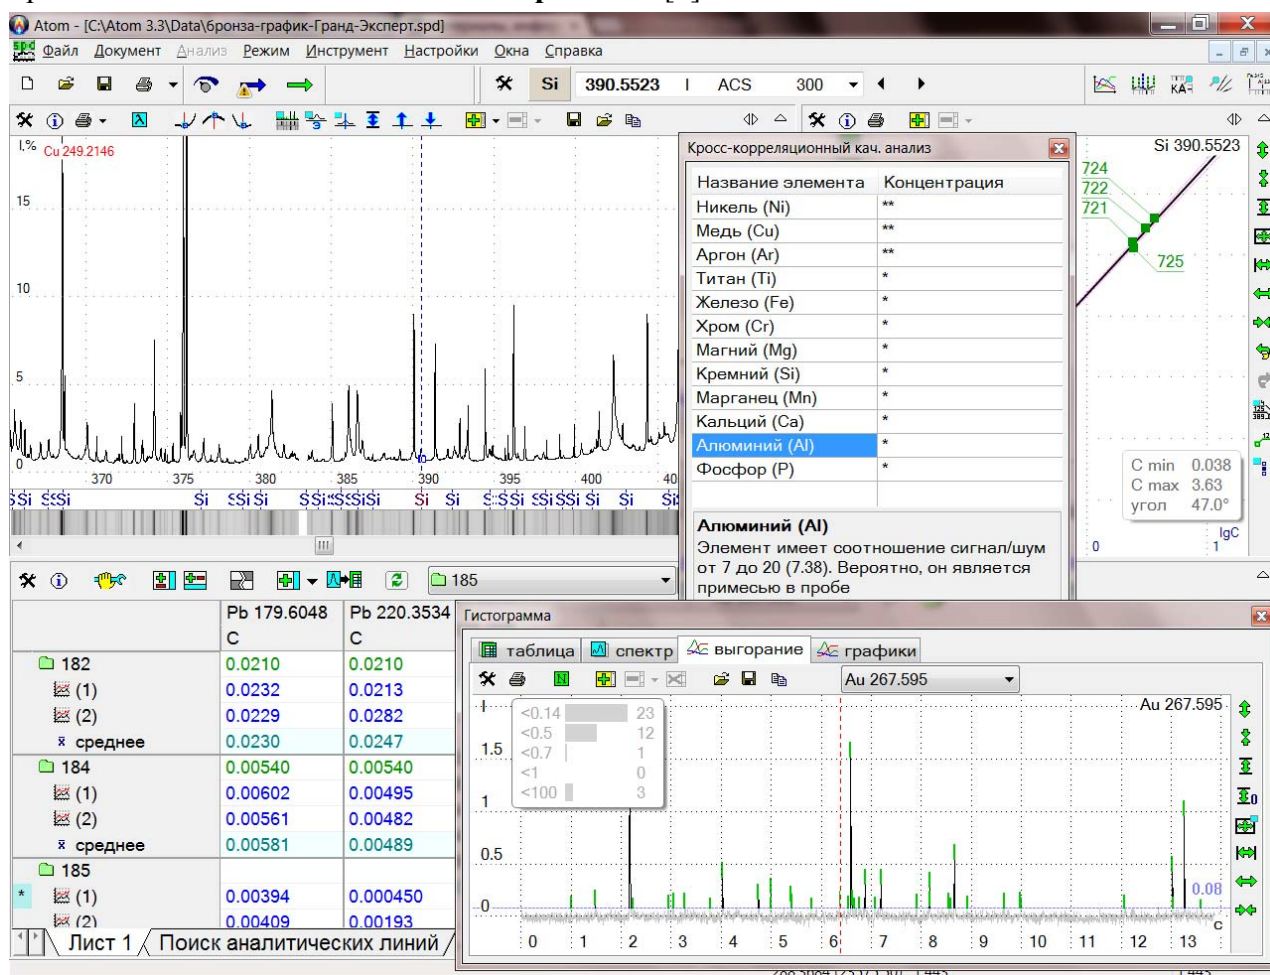 Atom - [C:\Atom 3.3\Data\бронза-график-Гранд-Эксперт.spd]
Файл Документ Анализ Режим Инструмент Настройки Окна Справка
Si 390.5523 I ACS 300
I,% Cu 249.2146
15
10
5
0
370 375 380 385 390 395 400 40
Кросс-корреляционный кач. анализ
Название элемента Концентрация
Никель (Ni) **
Медь (Cu) **
Аргон (Ar) **
Титан (Ti) *
Железо (Fe) *
Хром (Cr) *
Магний (Mg) *
Кремний (Si) *
Марганец (Mn) *
Кальций (Ca) *
Алюминий (Al) *
Фосфор (P) *
Алюминий (Al)
Элемент имеет соотношение сигнал/шум
от 7 до 20 (7.38). Вероятно, он является
примесью в пробе
Si 390.5523
724
722
721
725
C min 0.038
C max 3.63
угол 47.0°
lgC
0 1
185
Pb 179.6048 Pb 220.3534
C C
182 0.0210 0.0210
(1) 0.0232 0.0213
(2) 0.0229 0.0282
x̄ среднее 0.0230 0.0247
184 0.00540 0.00540
(1) 0.00602 0.00495
(2) 0.00561 0.00482
x̄ среднее 0.00581 0.00489
185
* (1) 0.00394 0.000450
(2) 0.00409 0.00193
Лист 1 Поиск аналитических линий
Гистограмма
таблица спектр выгорание графики
Au 267.595
I Au 267.595
<0.14 23
<0.5 12
<0.7 1
<1 0
<100 3
1.5
1
0.5
0
0.08
c
0 1 2 3 4 5 6 7 8 9 10 11 12 13